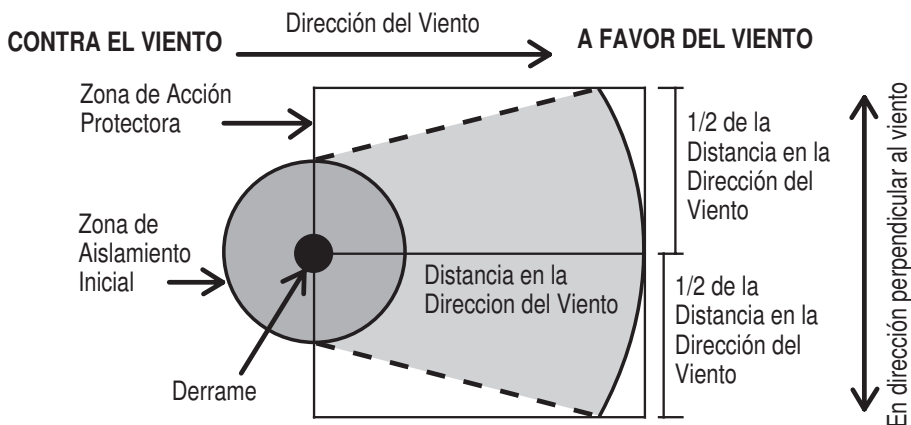 Dirección del Viento
CONTRA EL VIENTO
A FAVOR DEL VIENTO
Zona de Acción
Protectora
1/2 de la
Distancia en la
Dirección del
Viento
Zona de
Aislamiento
Inicial
Distancia en la
Direccion del Viento
1/2 de la
Distancia en la
Dirección del
Viento
Derrame
En dirección perpendicular al viento